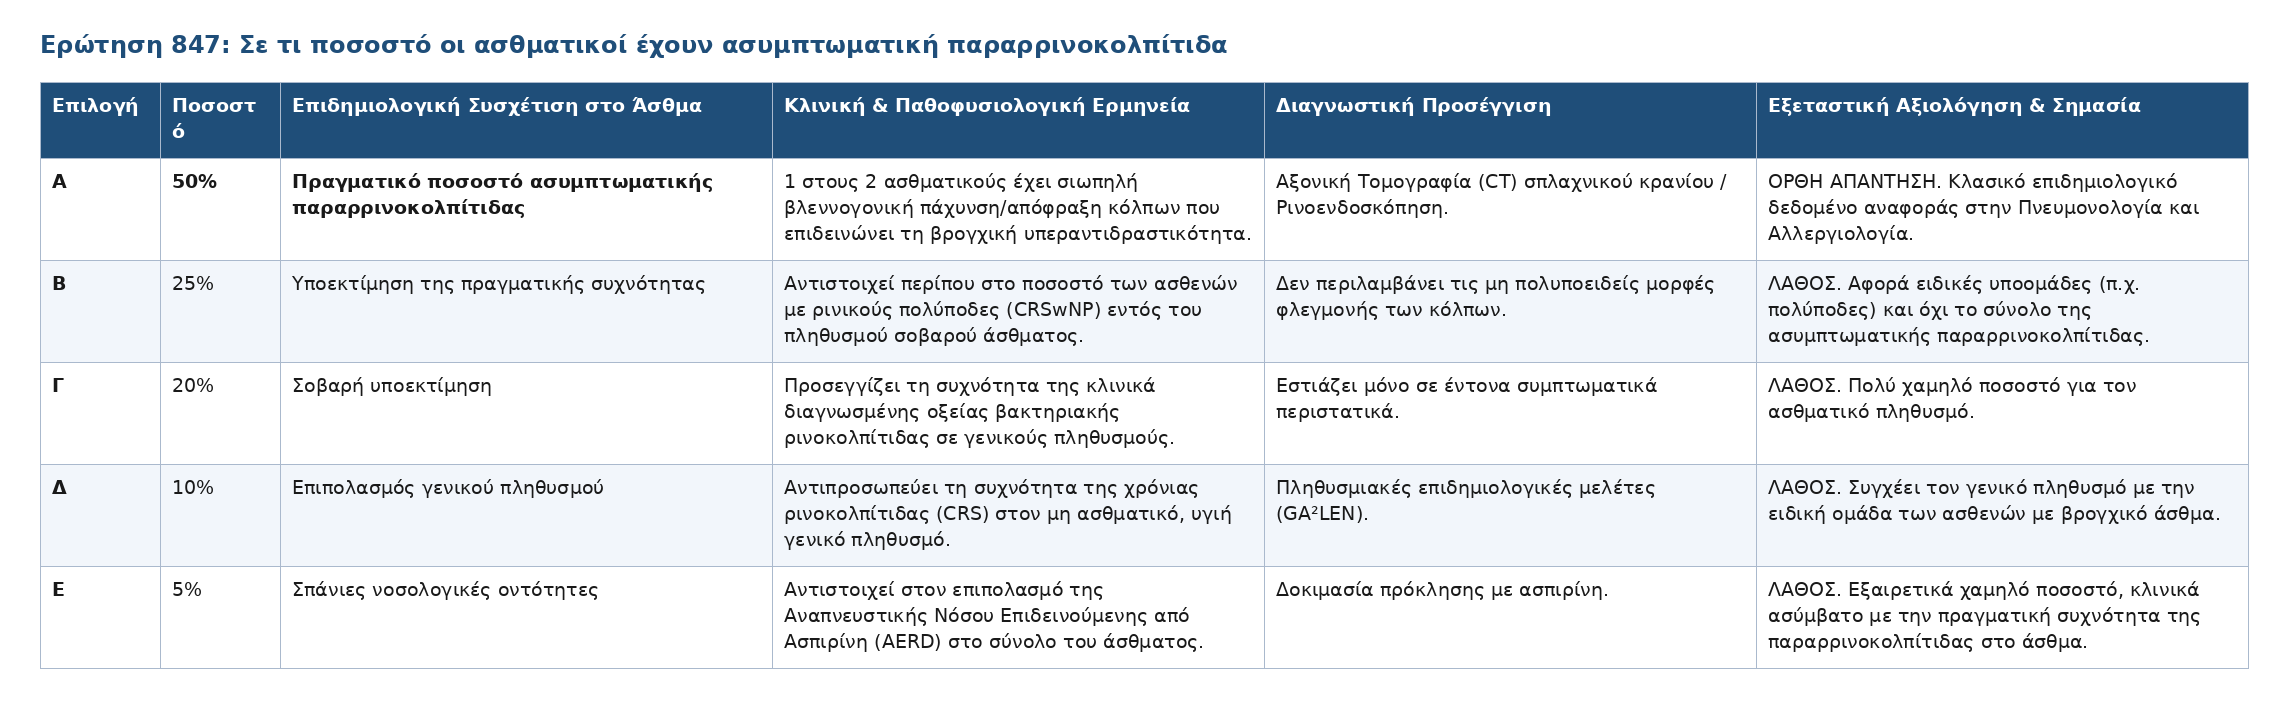 Ερώτηση 847: Σε τι ποσοστό οι ασθματικοί έχουν ασυμπτωματική παραρρινοκολπίτιδα
Επιλογή
Ποσοστ
ό
Επιδημιολογική Συσχέτιση στο Άσθμα
Κλινική & Παθοφυσιολογική Ερμηνεία
Διαγνωστική Προσέγγιση
Εξεταστική Αξιολόγηση & Σημασία
Α
50%
Πραγματικό ποσοστό ασυμπτωματικής
παραρρινοκολπίτιδας
1 στους 2 ασθματικούς έχει σιωπηλή
βλεννογονική πάχυνση/απόφραξη κόλπων που
επιδεινώνει τη βρογχική υπεραντιδραστικότητα.
Αξονική Τομογραφία (CT) σπλαχνικού κρανίου /
Ρινοενδοσκόπηση.
ΟΡΘΗ ΑΠΑΝΤΗΣΗ. Κλασικό επιδημιολογικό
δεδομένο αναφοράς στην Πνευμονολογία και
Αλλεργιολογία.
Β
25%
Υποεκτίμηση της πραγματικής συχνότητας
Αντιστοιχεί περίπου στο ποσοστό των ασθενών
με ρινικούς πολύποδες (CRSwNP) εντός του
πληθυσμού σοβαρού άσθματος.
Δεν περιλαμβάνει τις μη πολυποειδείς μορφές
φλεγμονής των κόλπων.
ΛΑΘΟΣ. Αφορά ειδικές υποομάδες (π.χ.
πολύποδες) και όχι το σύνολο της
ασυμπτωματικής παραρρινοκολπίτιδας.
Γ
20%
Σοβαρή υποεκτίμηση
Προσεγγίζει τη συχνότητα της κλινικά
διαγνωσμένης οξείας βακτηριακής
ρινοκολπίτιδας σε γενικούς πληθυσμούς.
Εστιάζει μόνο σε έντονα συμπτωματικά
περιστατικά.
ΛΑΘΟΣ. Πολύ χαμηλό ποσοστό για τον
ασθματικό πληθυσμό.
Δ
10%
Επιπολασμός γενικού πληθυσμού
Αντιπροσωπεύει τη συχνότητα της χρόνιας
ρινοκολπίτιδας (CRS) στον μη ασθματικό, υγιή
γενικό πληθυσμό.
Πληθυσμιακές επιδημιολογικές μελέτες
(GA²LEN).
ΛΑΘΟΣ. Συγχέει τον γενικό πληθυσμό με την
ειδική ομάδα των ασθενών με βρογχικό άσθμα.
Ε
5%
Σπάνιες νοσολογικές οντότητες
Αντιστοιχεί στον επιπολασμό της
Αναπνευστικής Νόσου Επιδεινούμενης από
Ασπιρίνη (AERD) στο σύνολο του άσθματος.
Δοκιμασία πρόκλησης με ασπιρίνη.
ΛΑΘΟΣ. Εξαιρετικά χαμηλό ποσοστό, κλινικά
ασύμβατο με την πραγματική συχνότητα της
παραρρινοκολπίτιδας στο άσθμα.